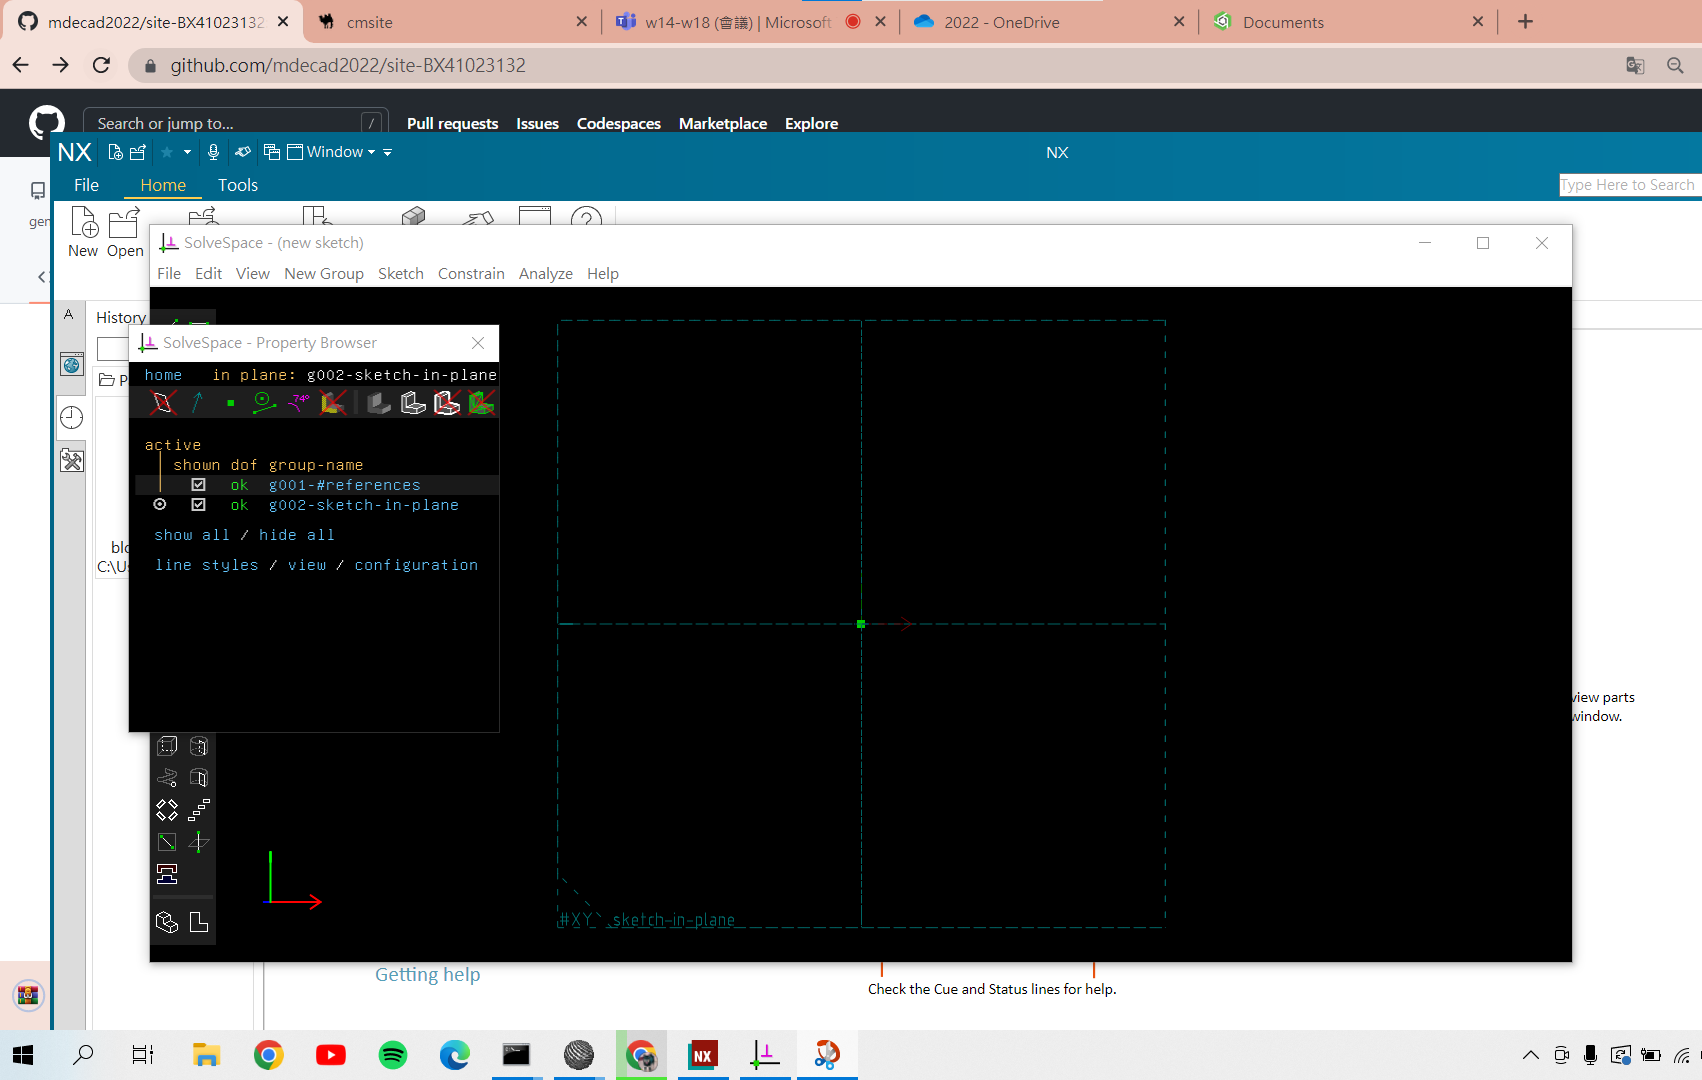 mdecad2022/site-BX41023132
cmsite
w14-w18 (會議) | Microsoft
2022 - OneDrive
Documents
github.com/mdecad2022/site-BX41023132
Search or jump to...
/
Pull requests
Issues
Codespaces
Marketplace
Explore
NX
Window
NX
File
Home
Tools
Type Here to Search
New
Open
SolveSpace - (new sketch)
File
Edit
View
New Group
Sketch
Constrain
Analyze
Help
A
History
SolveSpace - Property Browser
home in plane: g002-sketch-in-plane
74°
active
shown dof group-name
ok g001-#references
ok g002-sketch-in-plane
show all / hide all
line styles / view / configuration
C:\U
view parts
window.
#XY
sketch-in-plane
Getting help
Check the Cue and Status lines for help.
NX